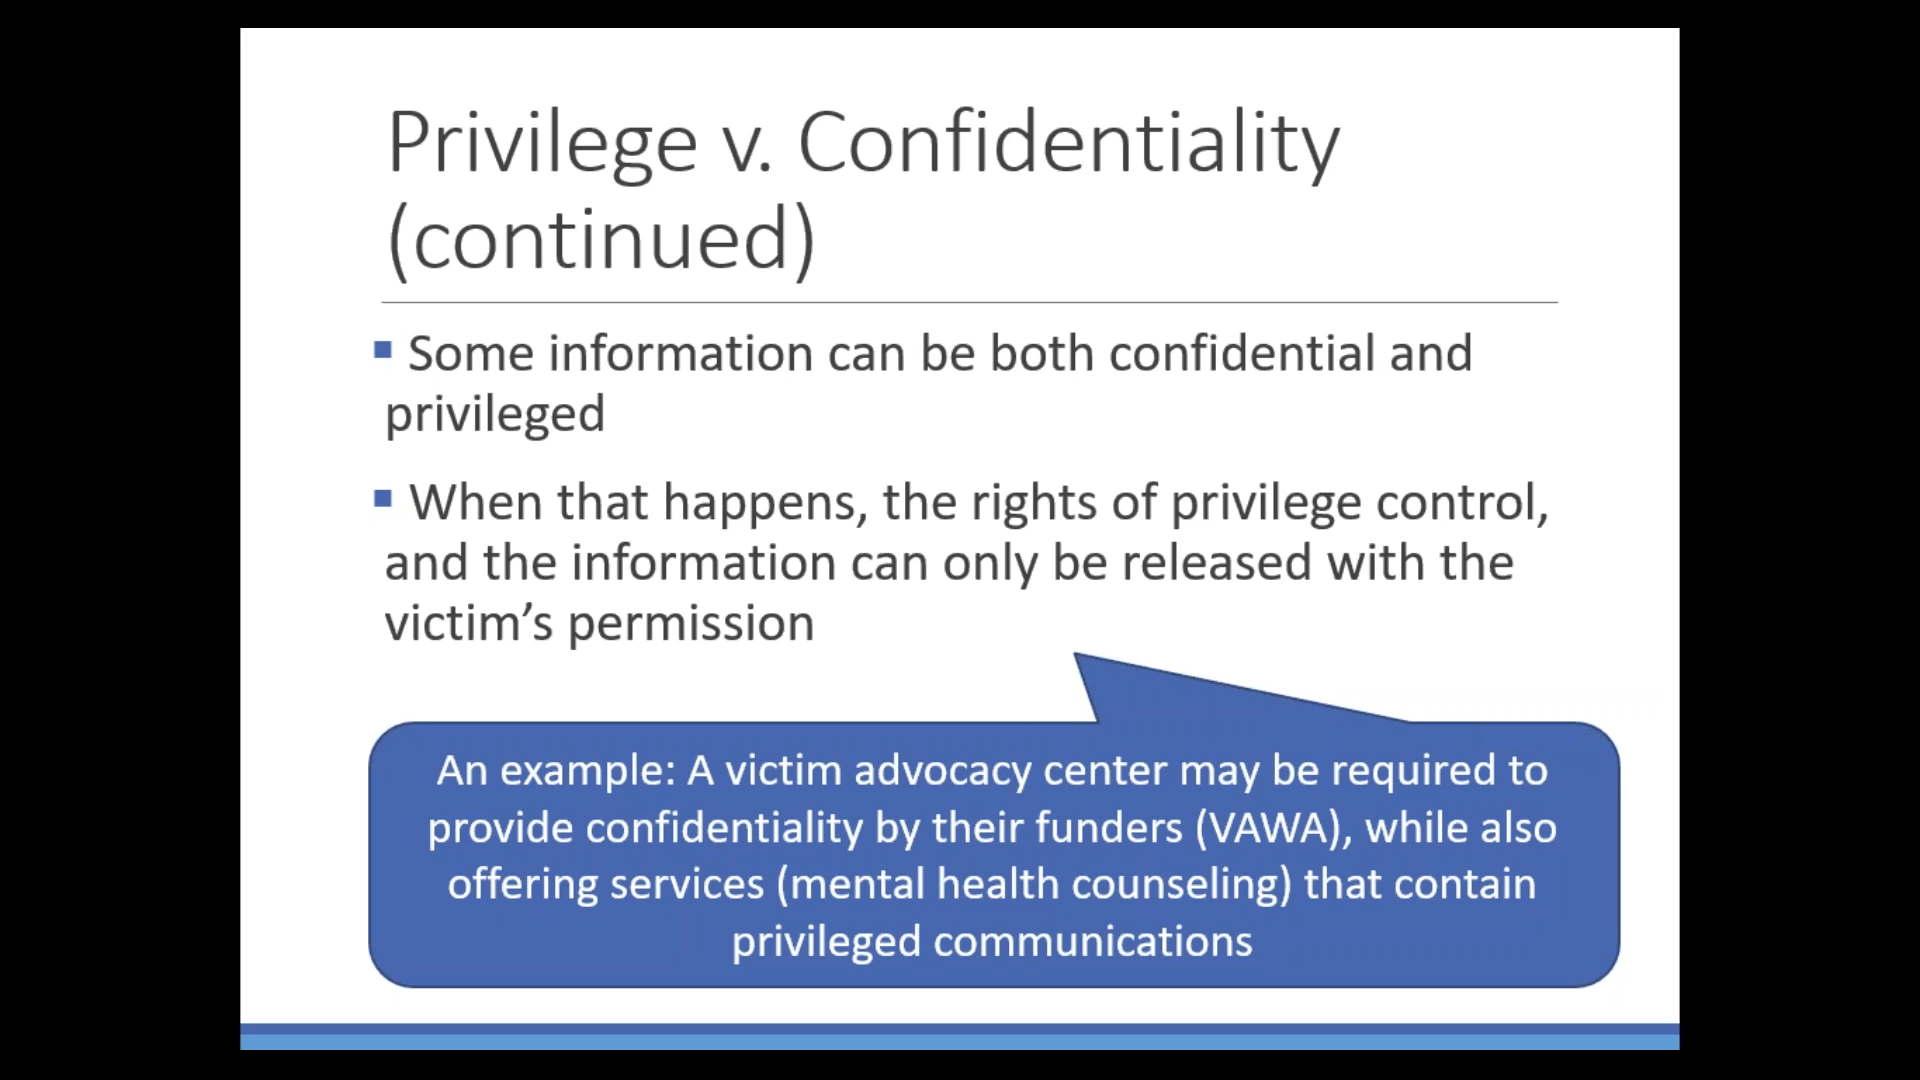 Privilege v. Confidentiality
(continued)
▪ Some information can be both confidential and
privileged
▪ When that happens, the rights of privilege control,
and the information can only be released with the
victim’s permission
An example: A victim advocacy center may be required to
provide confidentiality by their funders (VAWA), while also
offering services (mental health counseling) that contain
privileged communications